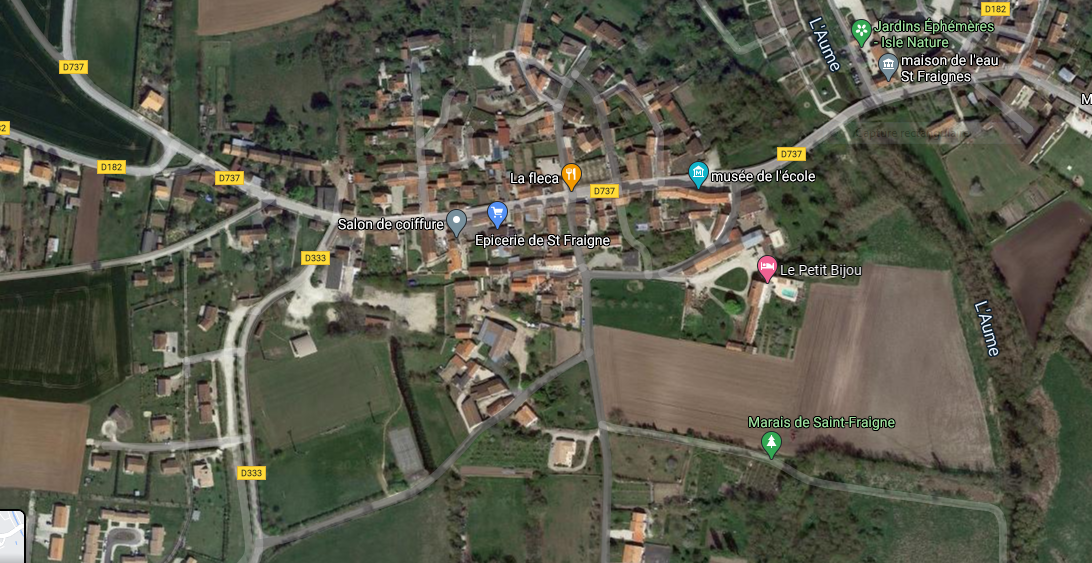 D182
L'Aume
Jardins Éphémères
- Isle Nature
maison de l'eau
St Fraignes
D737
M
D182
D737
D737
La fleca
D737
musée de l'école
Salon de coiffure
Epicerie de St Fraigne
D333
Le Petit Bijou
L'Aume
Marais de Saint-Fraigne
D333